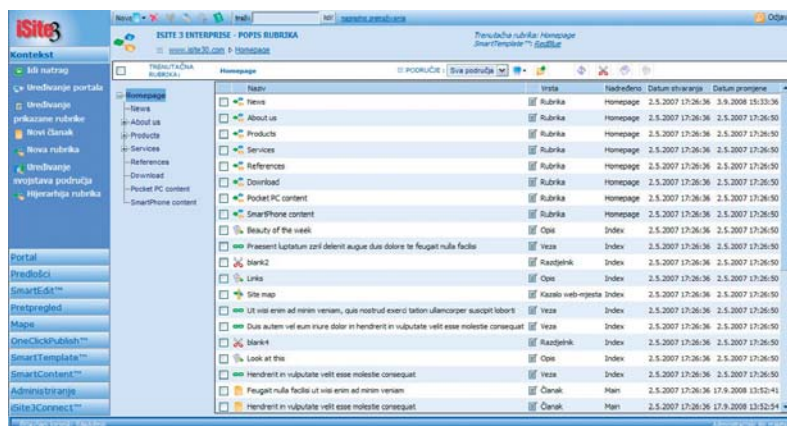 Novo
traži:
Idi!
napredno pretraživanje
Odjav
iSite3
ISITE 3 ENTERPRISE - POPIS RUBRIKA
www.isite30.com
Homepage
Trenutačna rubrika: Homepage
SmartTemplate™: RedBlue
Kontekst
Idi natrag
Uređivanje portala
Uređivanje
prikazane rubrike
Novi članak
Nova rubrika
Uređivanje
svojstava područja
Hijerarhija rubrika
Portal
Predlošci
SmartEdit™
Pretpregled
Mape
OneClickPublish™
SmartTemplate™
SmartContent™
Administriranje
iSite3Connect™
TRENUTAČNA
RUBRIKA:
Homepage
PODRUČJE:
Sva područja
Homepage
News
About us
Products
Services
References
Download
Pocket PC content
SmartPhone content
Naziv Vrsta Nadređeno Datum stvaranja Datum promjene
News Rubrika Homepage 2.5.2007 17:26:36 3.9.2008 15:33:36
About us Rubrika Homepage 2.5.2007 17:26:36 2.5.2007 17:26:50
Products Rubrika Homepage 2.5.2007 17:26:36 2.5.2007 17:26:50
Services Rubrika Homepage 2.5.2007 17:26:36 2.5.2007 17:26:50
References Rubrika Homepage 2.5.2007 17:26:36 2.5.2007 17:26:50
Download Rubrika Homepage 2.5.2007 17:26:36 2.5.2007 17:26:50
Pocket PC content Rubrika Homepage 2.5.2007 17:26:36 2.5.2007 17:26:50
SmartPhone content Rubrika Homepage 2.5.2007 17:26:36 2.5.2007 17:26:50
Beauty of the week Opis Index 2.5.2007 17:26:36 2.5.2007 17:26:50
Praesent luptatum zzril delenit augue duis dolore te feugait nulla facilisi Veza Index 2.5.2007 17:26:36 2.5.2007 17:26:50
blank2 Razdjelnik Index 2.5.2007 17:26:36 2.5.2007 17:26:50
Links Opis Index 2.5.2007 17:26:36 2.5.2007 17:26:50
Site map Kazalo web-mjesta Index 2.5.2007 17:26:36 2.5.2007 17:26:50
Ut wisi enim ad minim veniam, quis nostrud exerci tation ullamcorper suscipit loborti Veza Index 2.5.2007 17:26:36 2.5.2007 17:26:50
Duis autem vel eum iriure dolor in hendrerit in vulputate velit esse molestie consequat Veza Index 2.5.2007 17:26:36 2.5.2007 17:26:50
blank4 Razdjelnik Index 2.5.2007 17:26:36 2.5.2007 17:26:50
Look at this Opis Index 2.5.2007 17:26:36 2.5.2007 17:26:50
Hendrerit in vulputate velit esse molestie consequat Veza Index 2.5.2007 17:26:36 2.5.2007 17:26:50
Feugait nulla facilisi ut wisi enim ad minim veniam Članak Main 2.5.2007 17:26:36 17.9.2008 13:52:41
Hendrerit in vulputate velit esse molestie consequat Članak Main 2.5.2007 17:26:36 17.9.2008 13:52:54